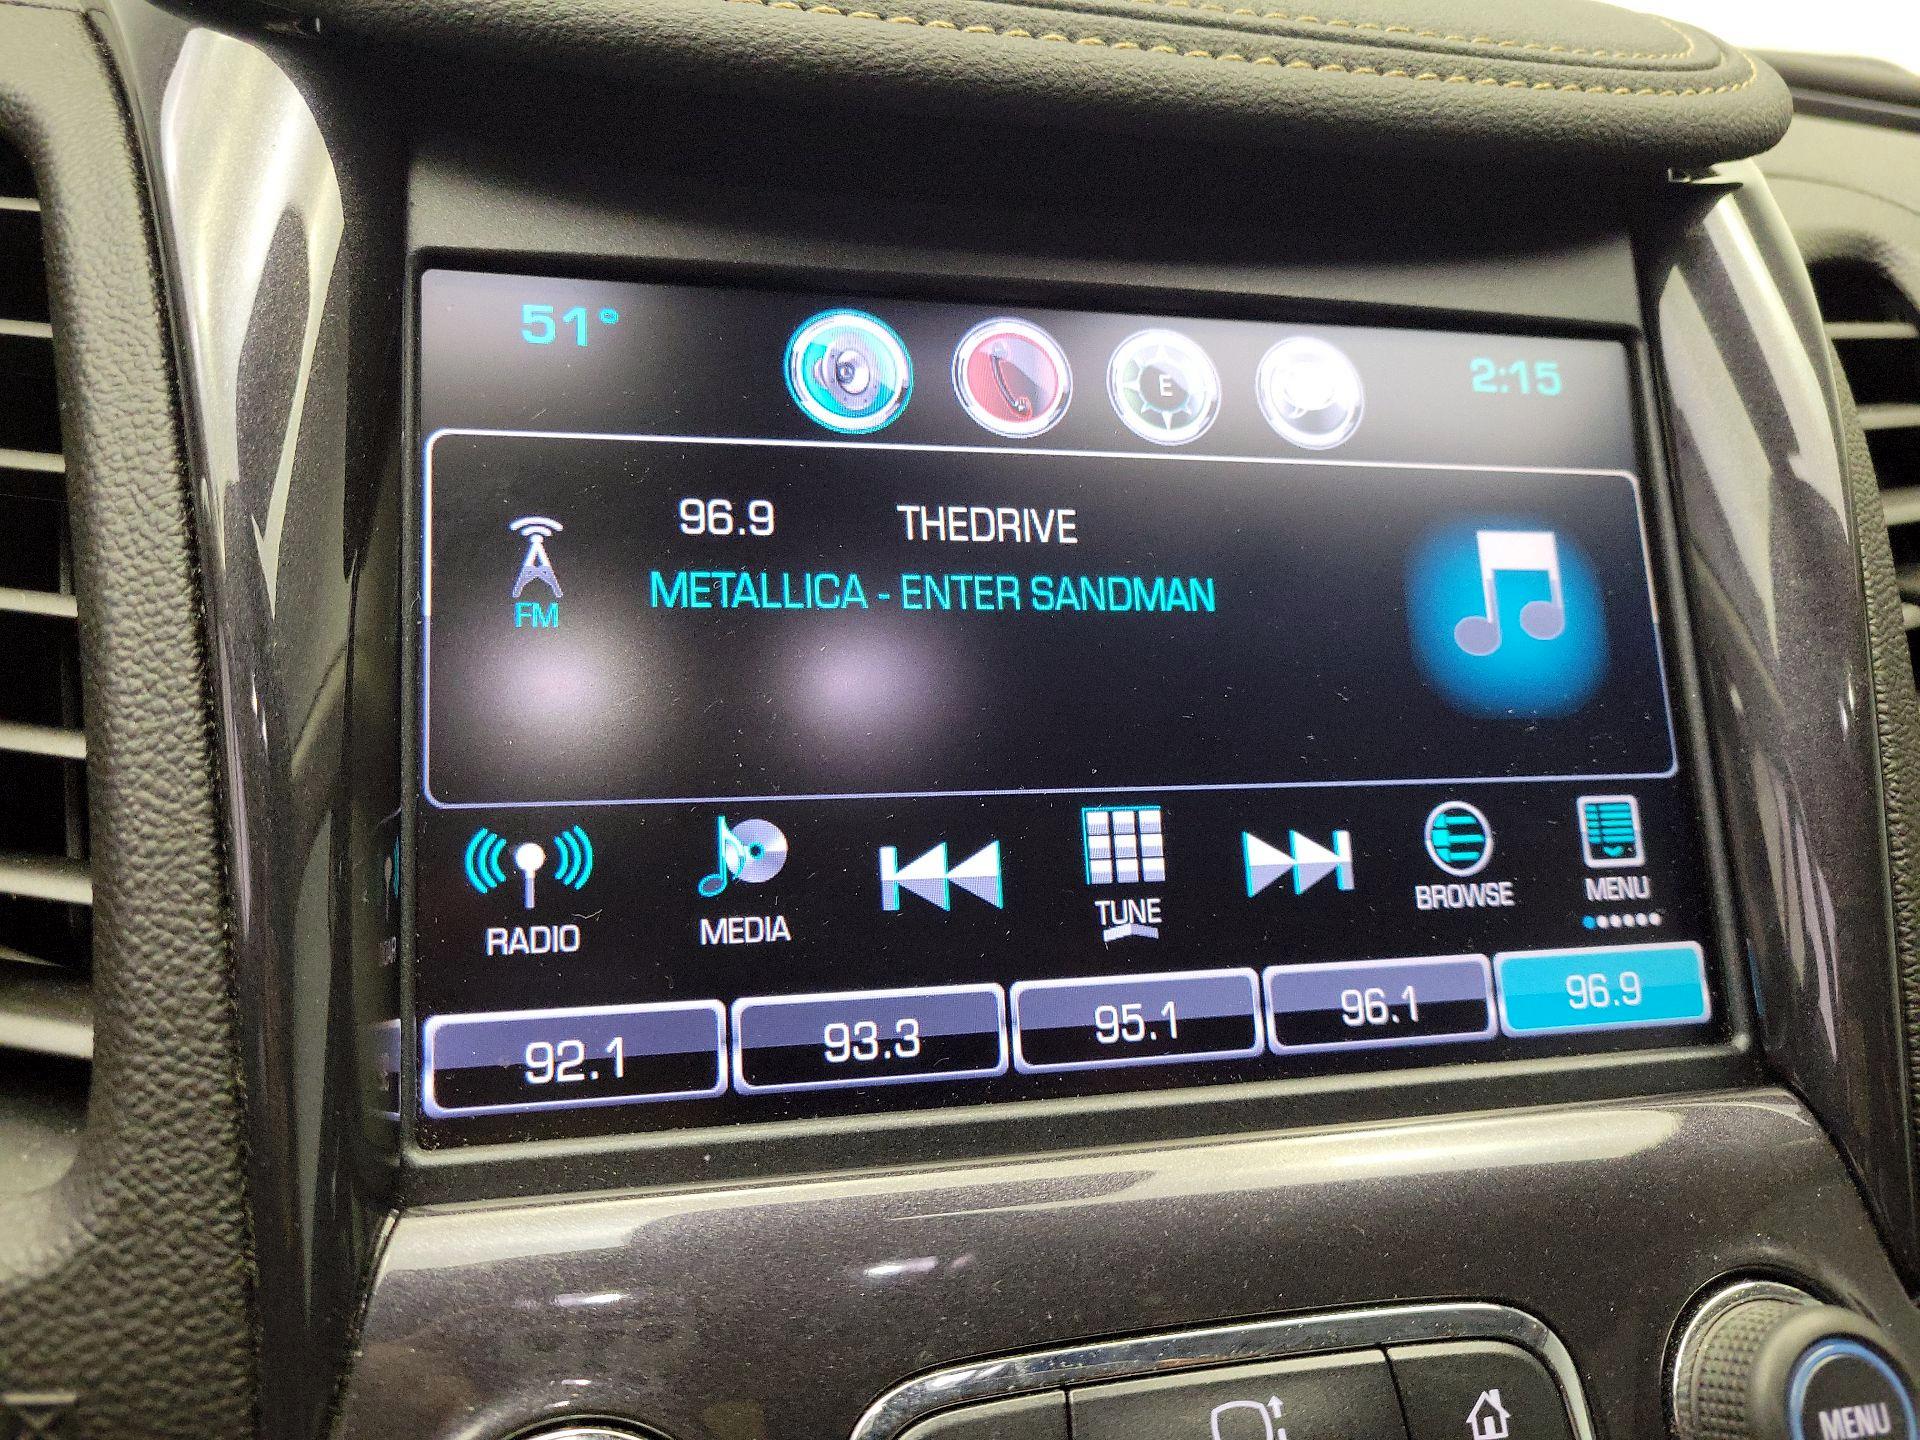 51°
E
2:15
96.9 THEDRIVE
METALLICA - ENTER SANDMAN
FM
RADIO
MEDIA
TUNE
BROWSE
MENU
92.1
93.3
95.1
96.1
96.9
MENU